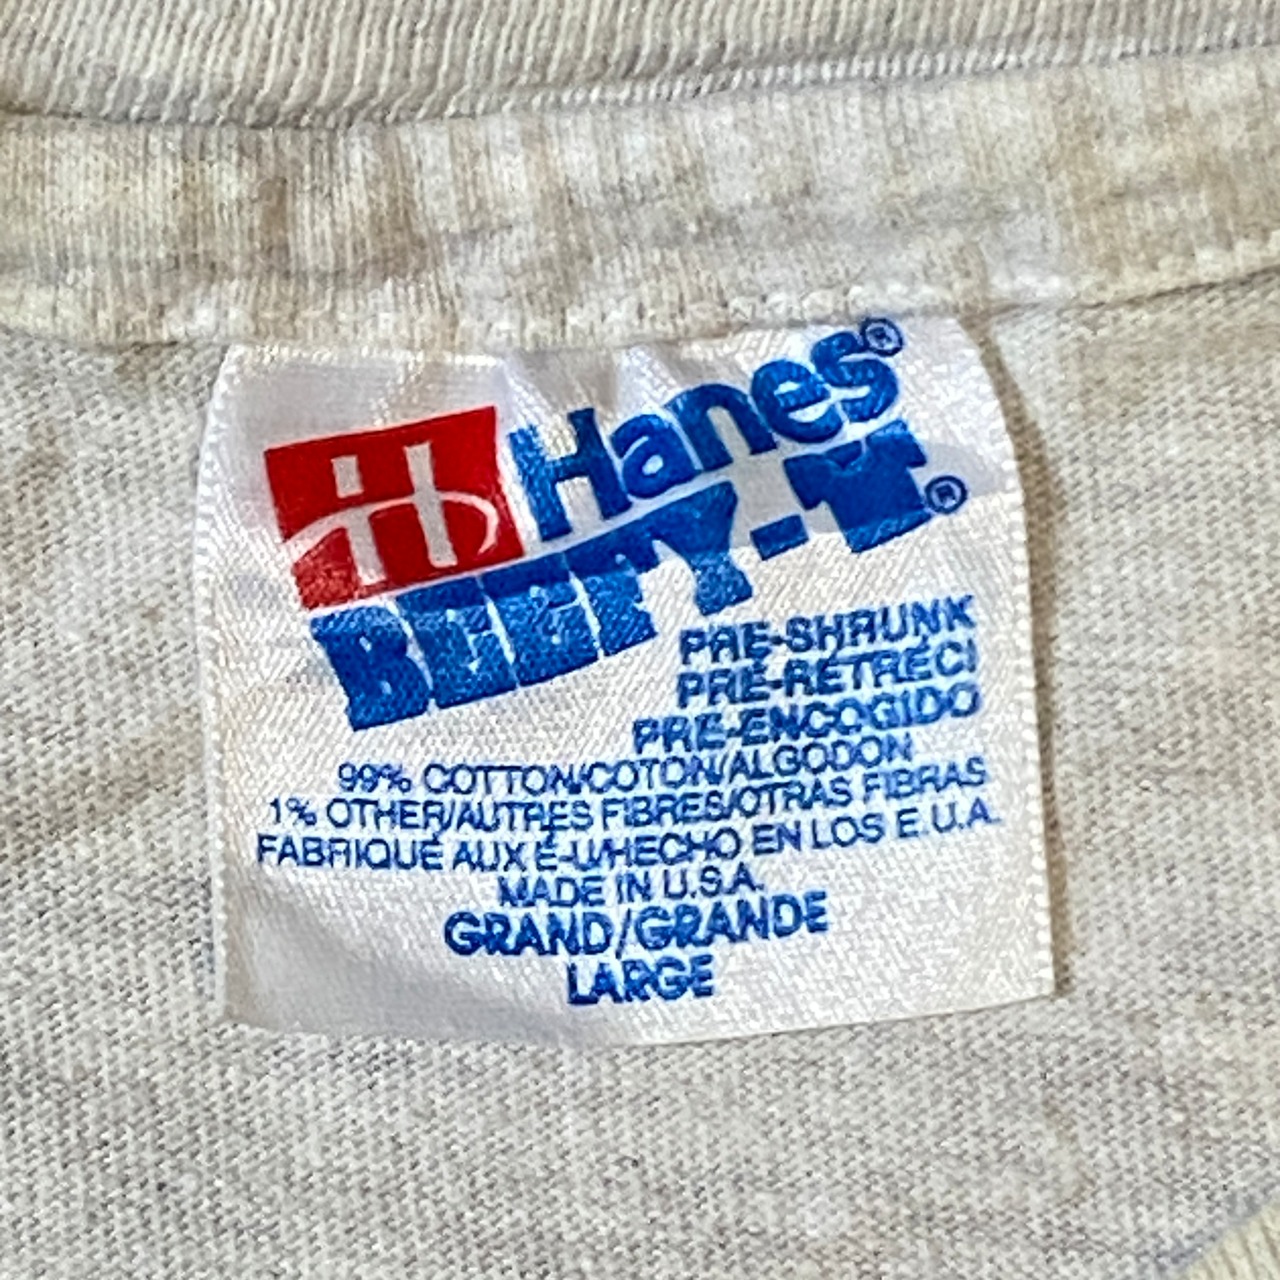 Hanes®
BEEFY-T®
PRE-SHRUNK
PRÉ-RÉTRÉCI
PRE-ENCOGIDO
99% COTTON/COTON/ALGODON
1% OTHER/AUTRES FIBRES/OTRAS FIBRAS
FABRIQUÉ AUX É-U/HECHO EN LOS E.U.A.
MADE IN U.S.A.
GRAND/GRANDE
LARGE